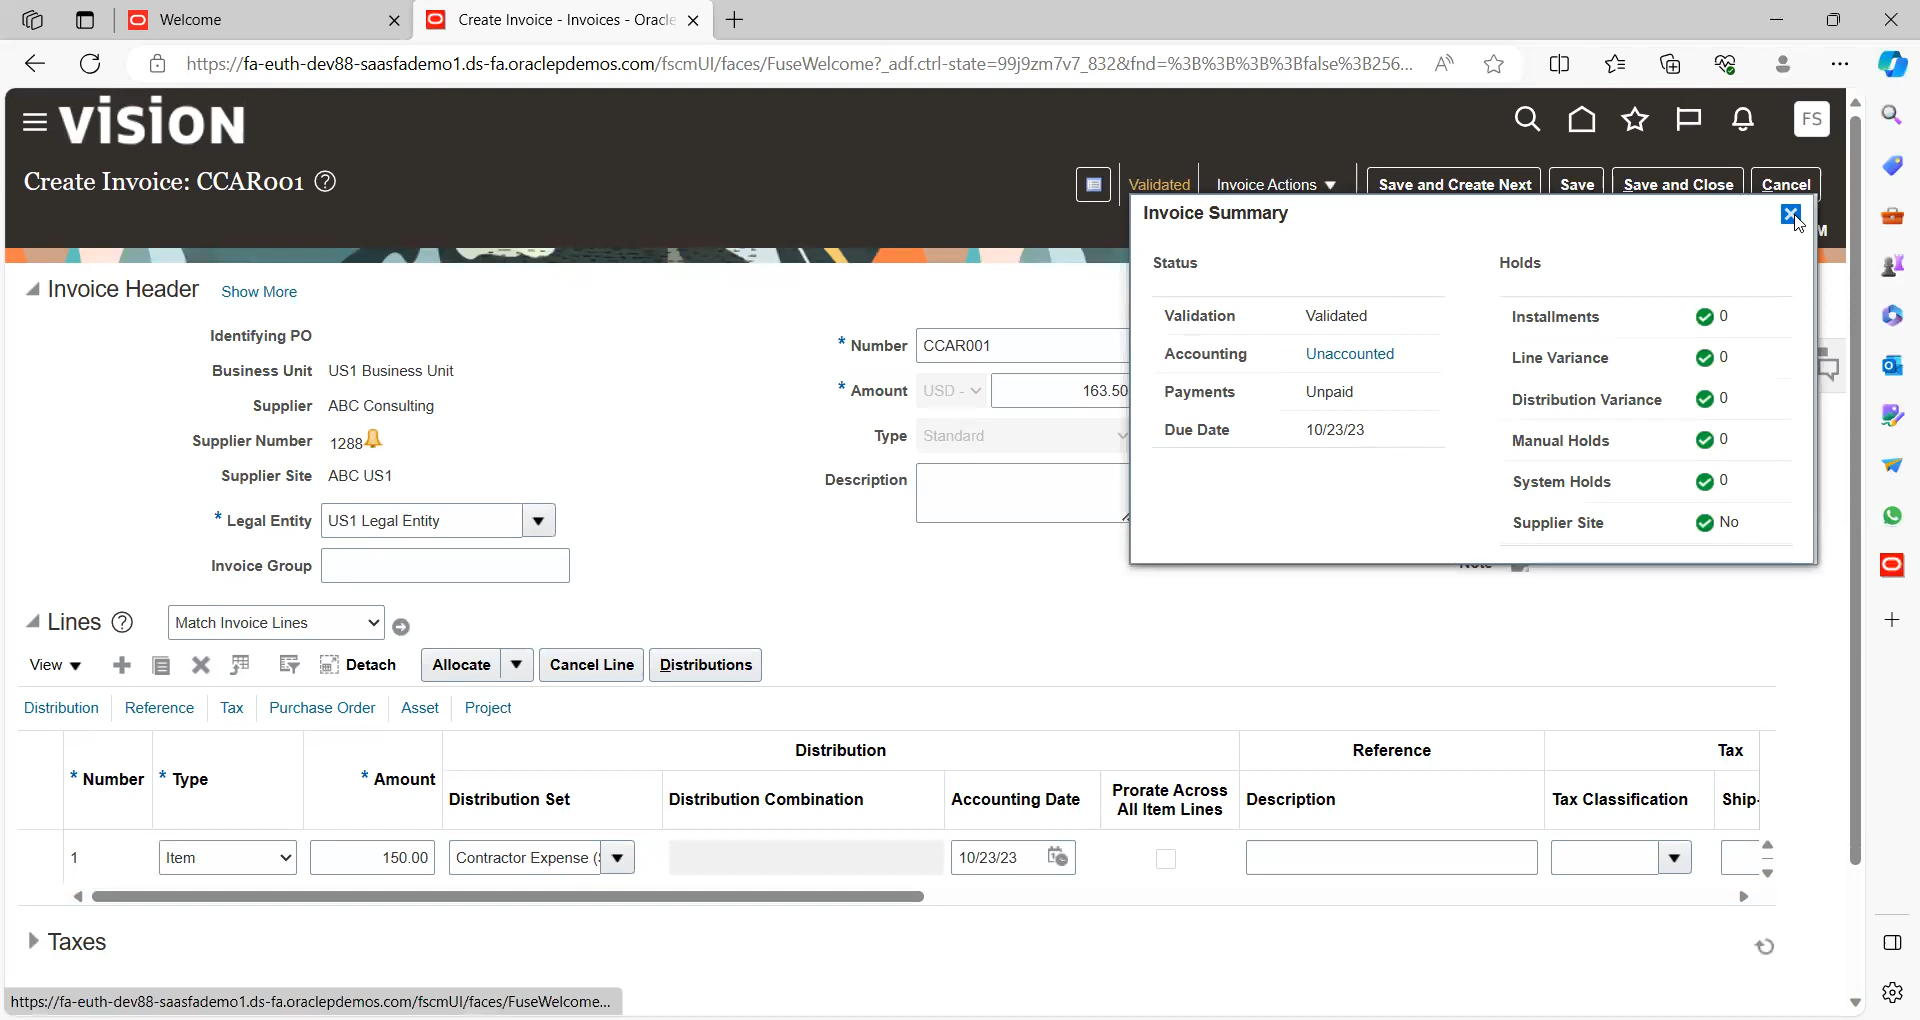 Welcome
Create Invoice - Invoices - Oracle
https://fa-euth-dev88-saasfademo1.ds-fa.oraclepdemos.com/fscmUI/faces/FuseWelcome?_adf.ctrl-state=99j9zm7v7_832&fnd=%3B%3B%3B%3Bfalse%3B256...
VISION
FS
Create Invoice: CCAR001
Validated
Invoice Actions
Save and Create Next
Save
Save and Close
Cancel
M
Invoice Summary
Status
Holds
Validation Validated
Accounting Unaccounted
Payments Unpaid
Due Date 10/23/23
Installments 0
Line Variance 0
Distribution Variance 0
Manual Holds 0
System Holds 0
Supplier Site No
Invoice Header Show More
Identifying PO
Business Unit US1 Business Unit
Supplier ABC Consulting
Supplier Number 1288
Supplier Site ABC US1
* Legal Entity US1 Legal Entity
Invoice Group
* Number CCAR001
* Amount USD - 163.50
Type Standard
Description
Note
Lines Match Invoice Lines
View Detach Allocate Cancel Line Distributions
Distribution Reference Tax Purchase Order Asset Project
Distribution Reference Tax
* Number * Type * Amount Distribution Set Distribution Combination Accounting Date Prorate Across
All Item Lines Description Tax Classification Ship-
1 Item 150.00 Contractor Expense ( 10/23/23
Taxes
https://fa-euth-dev88-saasfademo1.ds-fa.oraclepdemos.com/fscmUI/faces/FuseWelcome...